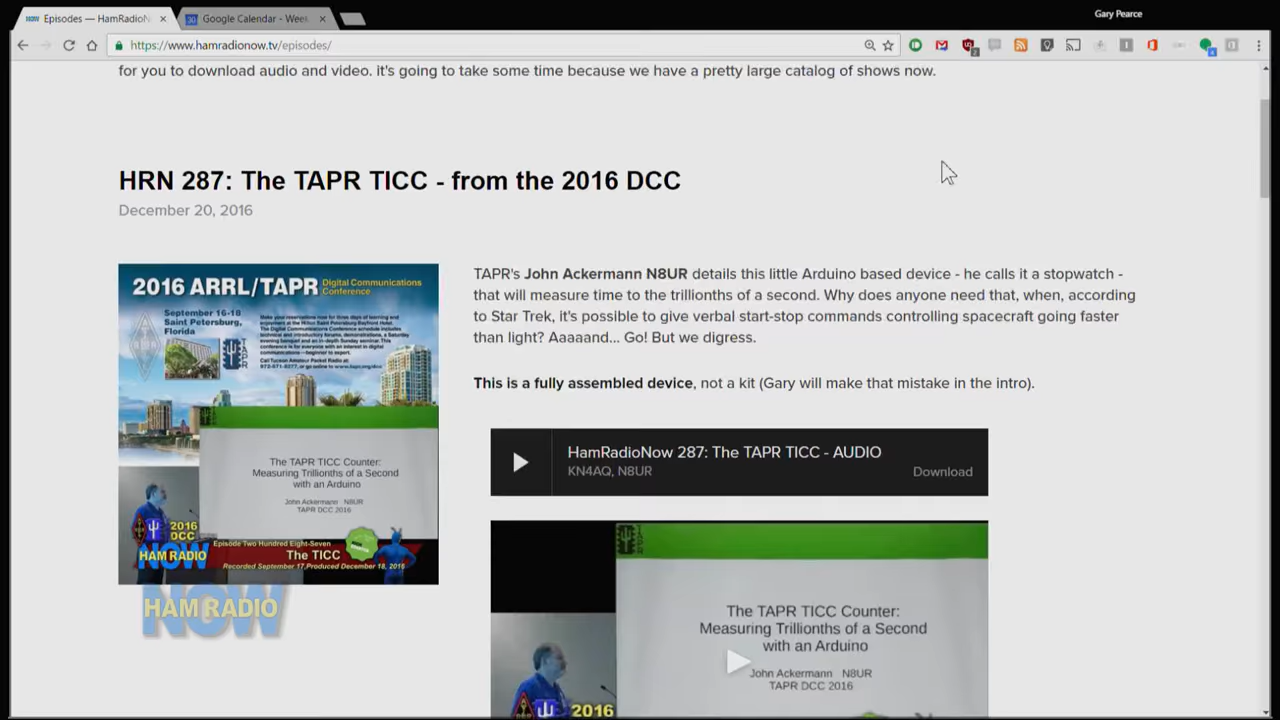 Gary Pearce
Episodes — HamRadioN
Google Calendar - Week
https://www.hamradionow.tv/episodes/
for you to download audio and video. it's going to take some time because we have a pretty large catalog of shows now.
HRN 287: The TAPR TICC - from the 2016 DCC
December 20, 2016
2016 ARRL/TAPR Digital Communications
Conference
September 16-18
Saint Petersburg,
Florida
The TAPR TICC Counter:
Measuring Trillionths of a Second
with an Arduino
John Ackermann N8UR
TAPR DCC 2016
2016
DCC
Episode Two Hundred Eight-Seven
HAM RADIO
NOW
The TICC
Recorded September 17,Produced December 18, 2016
HAM RADIO
NOW
TAPR's John Ackermann N8UR details this little Arduino based device - he calls it a stopwatch -
that will measure time to the trillionths of a second. Why does anyone need that, when, according
to Star Trek, it's possible to give verbal start-stop commands controlling spacecraft going faster
than light? Aaaaand... Go! But we digress.
This is a fully assembled device, not a kit (Gary will make that mistake in the intro).
HamRadioNow 287: The TAPR TICC - AUDIO
KN4AQ, N8UR
Download
The TAPR TICC Counter:
Measuring Trillionths of a Second
with an Arduino
John Ackermann N8UR
TAPR DCC 2016
2016